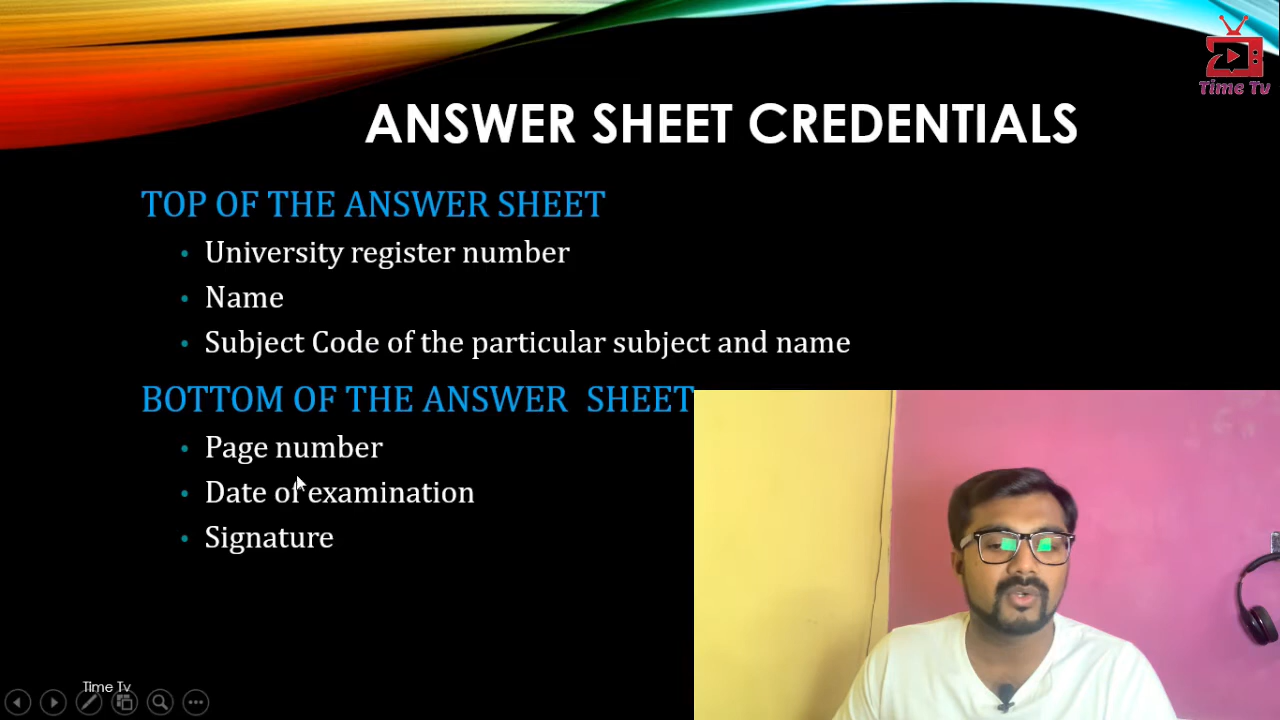 Time Tv
ANSWER SHEET CREDENTIALS
TOP OF THE ANSWER SHEET
• University register number
• Name
• Subject Code of the particular subject and name
BOTTOM OF THE ANSWER SHEET
• Page number
• Date of examination
• Signature
Time Tv